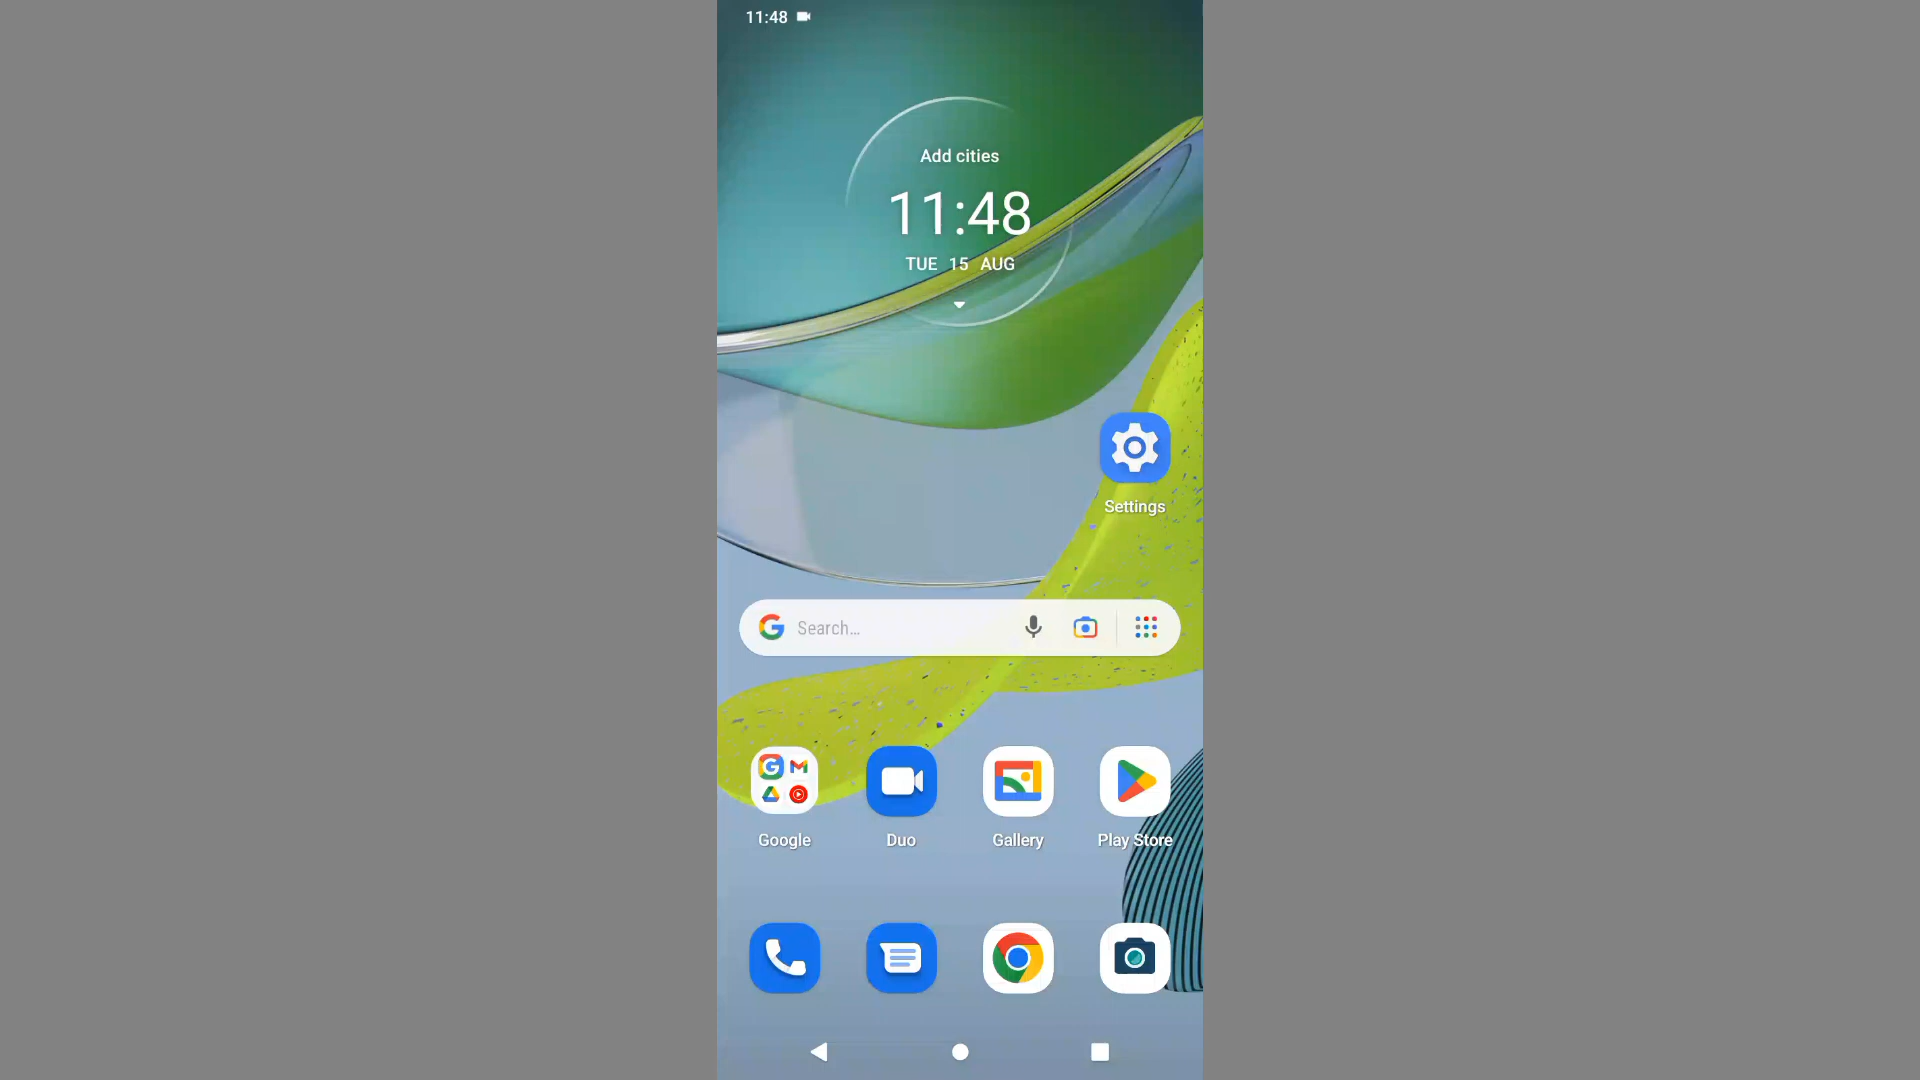 11:48
Add cities
11:48
TUE 15 AUG
Settings
Search...
Google
Duo
Gallery
Play Store